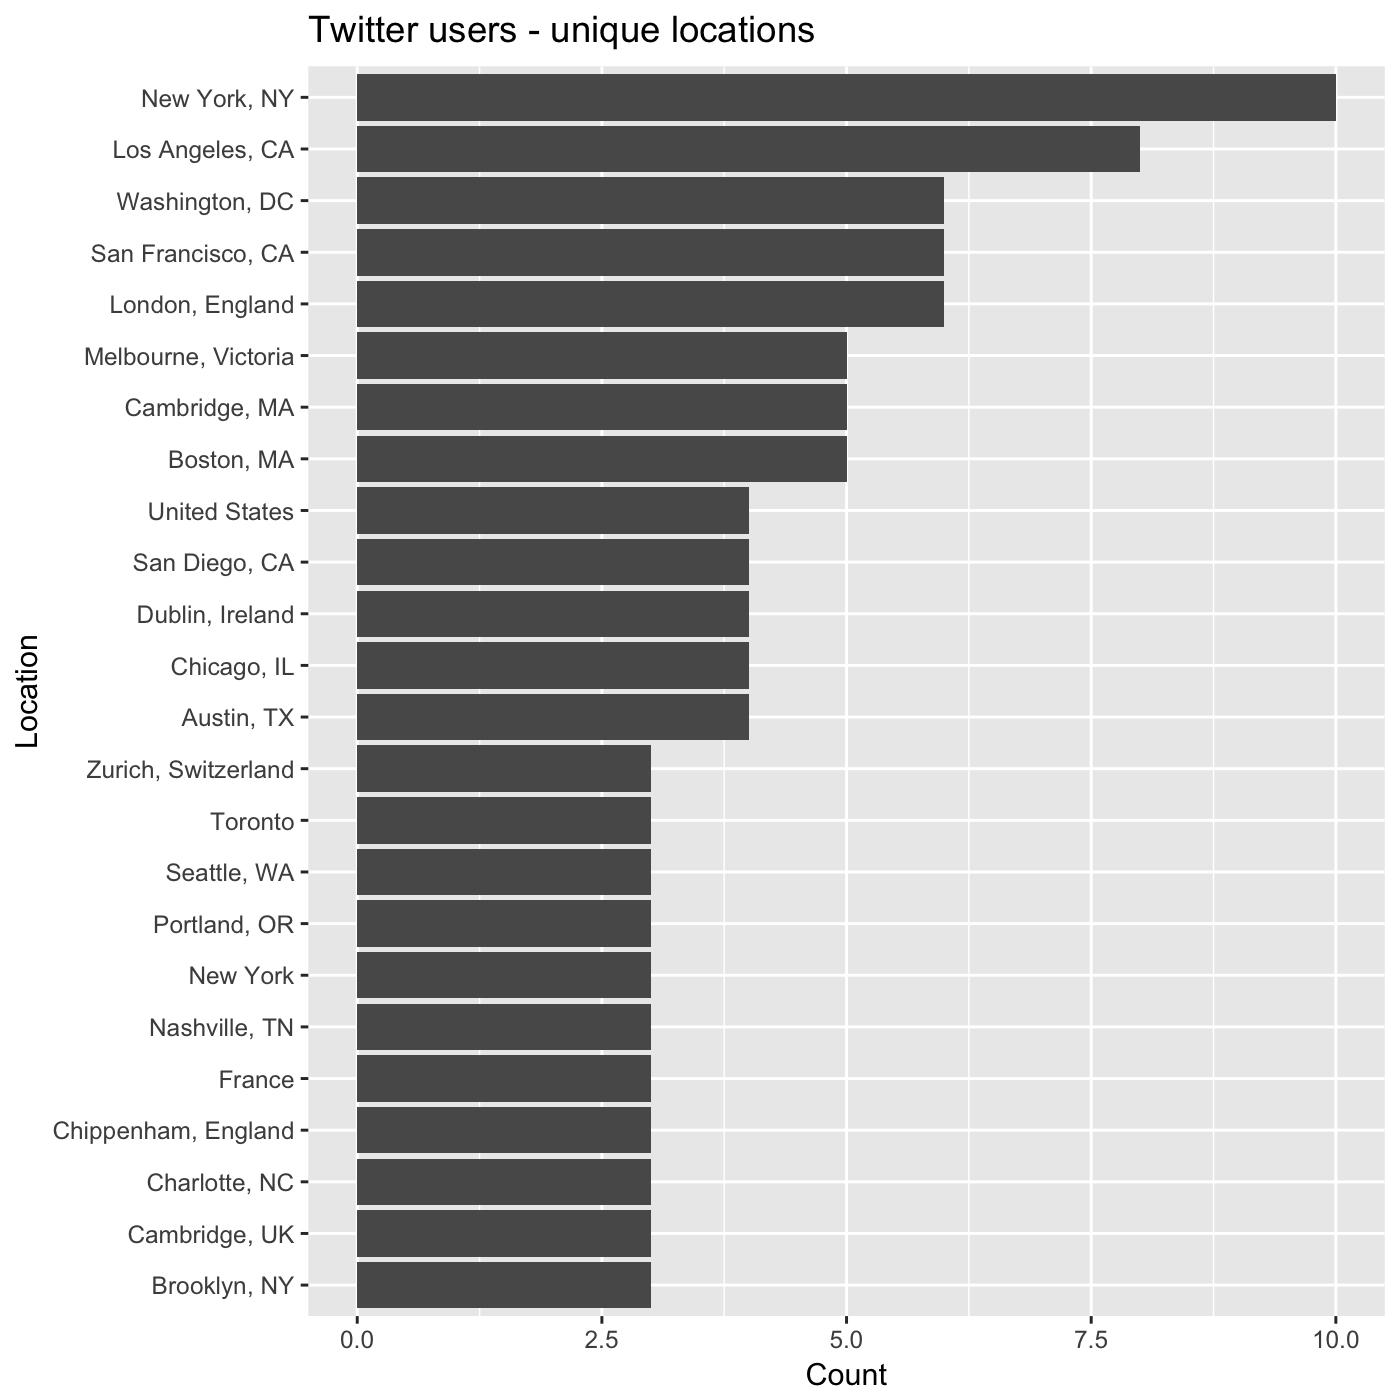 Twitter users - unique locations
New York, NY
Los Angeles, CA
Washington, DC
San Francisco, CA
London, England
Melbourne, Victoria
Cambridge, MA
Boston, MA
United States
San Diego, CA
Dublin, Ireland
Chicago, IL
Austin, TX
Zurich, Switzerland
Toronto
Seattle, WA
Portland, OR
New York
Nashville, TN
France
Chippenham, England
Charlotte, NC
Cambridge, UK
Brooklyn, NY
Location
0.0 2.5 5.0 7.5 10.0
Count